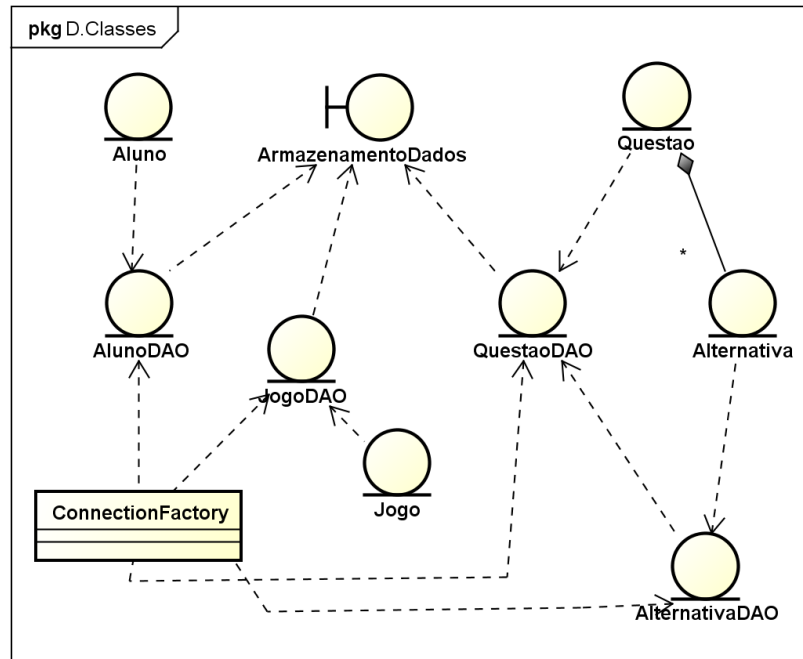 pkg D.Classes
Aluno
ArmazenamentoDados
Questao
*
AlunoDAO
JogoDAO
QuestaoDAO
Alternativa
ConnectionFactory
Jogo
AlternativaDAO